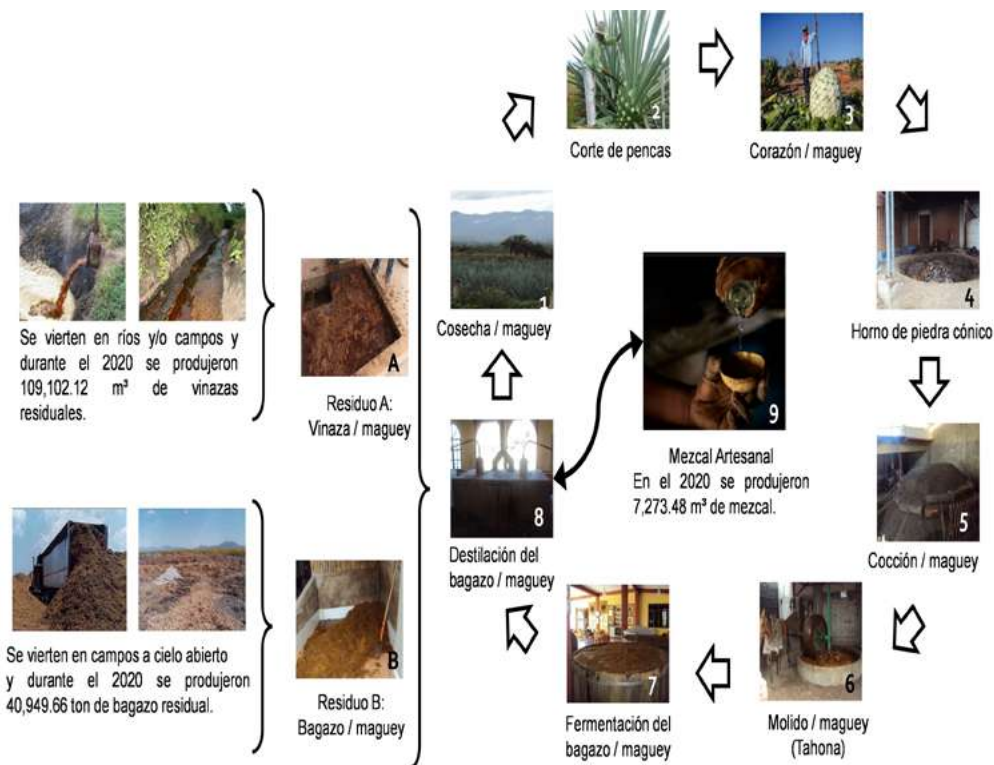 2
Corte de pencas
3
Corazón / maguey
1
Cosecha / maguey
4
Horno de piedra cónico
Se vierten en ríos y/o campos y
durante el 2020 se produjeron
109,102.12 m³ de vinazas
residuales.
A
Residuo A:
Vinaza / maguey
9
Mezcal Artesanal
En el 2020 se produjeron
7,273.48 m³ de mezcal.
8
Destilación del
bagazo / maguey
5
Cocción / maguey
Se vierten en campos a cielo abierto
y durante el 2020 se produjeron
40,949.66 ton de bagazo residual.
B
Residuo B:
Bagazo / maguey
7
Fermentación del
bagazo / maguey
6
Molido / maguey
(Tahona)